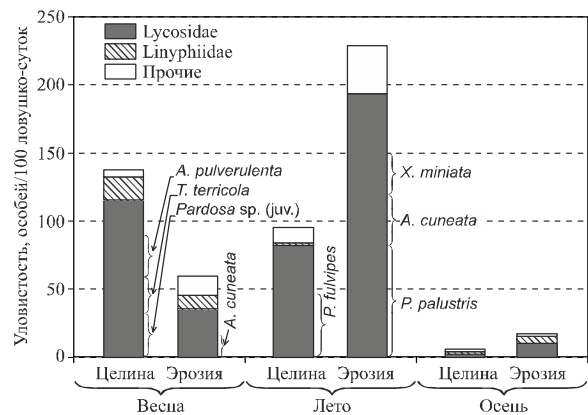 Уловистость, особей/100 ловушко-суток
250
200
150
100
50
0
Lycosidae
Linyphiidae
Прочие
A. pulverulenta
T. terricola
Pardosa sp. (juv.)
A. cuneata
P. fulvipes
X. miniata
A. cuneata
P. palustris
Целина Эрозия Целина Эрозия Целина Эрозия
Весна Лето Осень